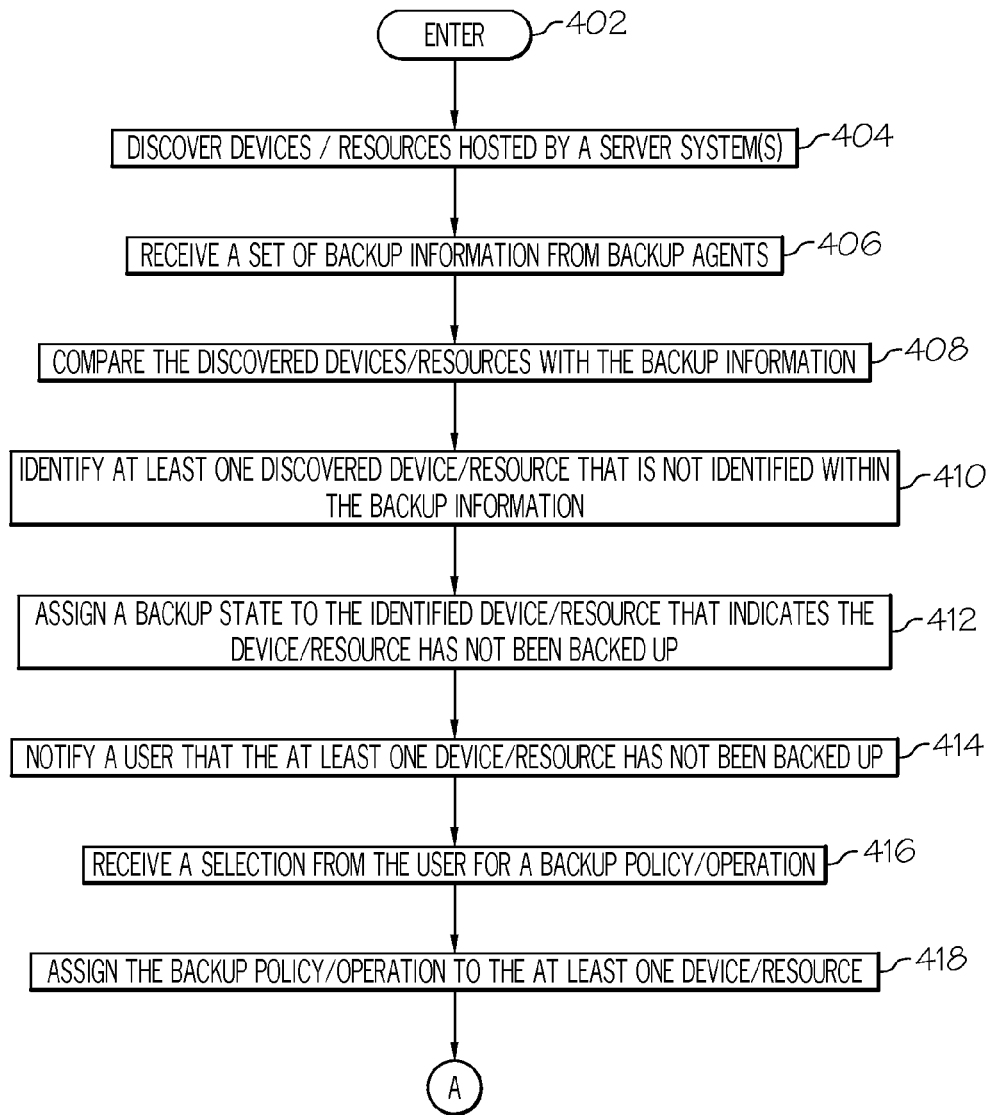 ENTER
402
DISCOVER DEVICES / RESOURCES HOSTED BY A SERVER SYSTEM(S)
404
RECEIVE A SET OF BACKUP INFORMATION FROM BACKUP AGENTS
406
COMPARE THE DISCOVERED DEVICES/RESOURCES WITH THE BACKUP INFORMATION
408
IDENTIFY AT LEAST ONE DISCOVERED DEVICE/RESOURCE THAT IS NOT IDENTIFIED WITHIN
THE BACKUP INFORMATION
410
ASSIGN A BACKUP STATE TO THE IDENTIFIED DEVICE/RESOURCE THAT INDICATES THE
DEVICE/RESOURCE HAS NOT BEEN BACKED UP
412
NOTIFY A USER THAT THE AT LEAST ONE DEVICE/RESOURCE HAS NOT BEEN BACKED UP
414
RECEIVE A SELECTION FROM THE USER FOR A BACKUP POLICY/OPERATION
416
ASSIGN THE BACKUP POLICY/OPERATION TO THE AT LEAST ONE DEVICE/RESOURCE
418
A